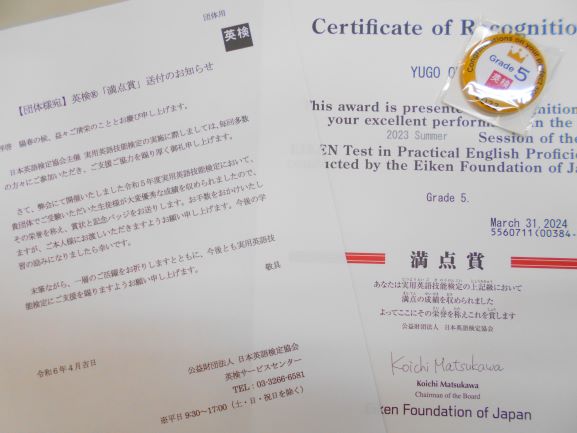 団体用
英検
【団体様宛】英検®「満点賞」送付のお知らせ
拝啓 陽春の候、益々ご清栄のこととお慶び申し上げます。
日本英語検定協会主催 実用英語技能検定の実施に際しましては、毎回多数
の方々にご参加いただき、ご支援ご協力を賜り厚く御礼申し上げます。
さて、弊会にて開催いたしました令和5年度実用英語技能検定において、
貴団体でご受験いただいた生徒様が大変優秀な成績を収められましたので、
その栄誉を称え、賞状と記念バッジをお送りします。お手数をおかけいたし
ますが、ご本人様にお渡しいただきますようお願い申し上げます。今後の学
習の励みになりましたら幸いです。
末筆ながら、一層のご活躍をお祈りしますとともに、今後とも実用英語技
能検定にご支援を賜りますようお願い申し上げます。
敬具
令和6年4月吉日
公益財団法人 日本英語検定協会
英検サービスセンター
TEL:03-3266-6581
※平日 9:30~17:00(土・日・祝日を除く)
Certificate of Recognition
Congratulations on your perfect
Grade 5
英検
YUGO O
This award is presented
your excellent performance in the
2023 Summer Session of the
EN Test in Practical English Proficie
ucted by the Eiken Foundation of Ja
Grade 5.
March 31, 2024
5560711(00384-
満点賞
あなたは実用英語技能検定の上記級において
満点の成績を収められました
よってここにその栄誉を称えこれを賞します
公益財団法人 日本英語検定協会
Koichi Matsukawa
Koichi Matsukawa
Chairman of the Board
Eiken Foundation of Japan